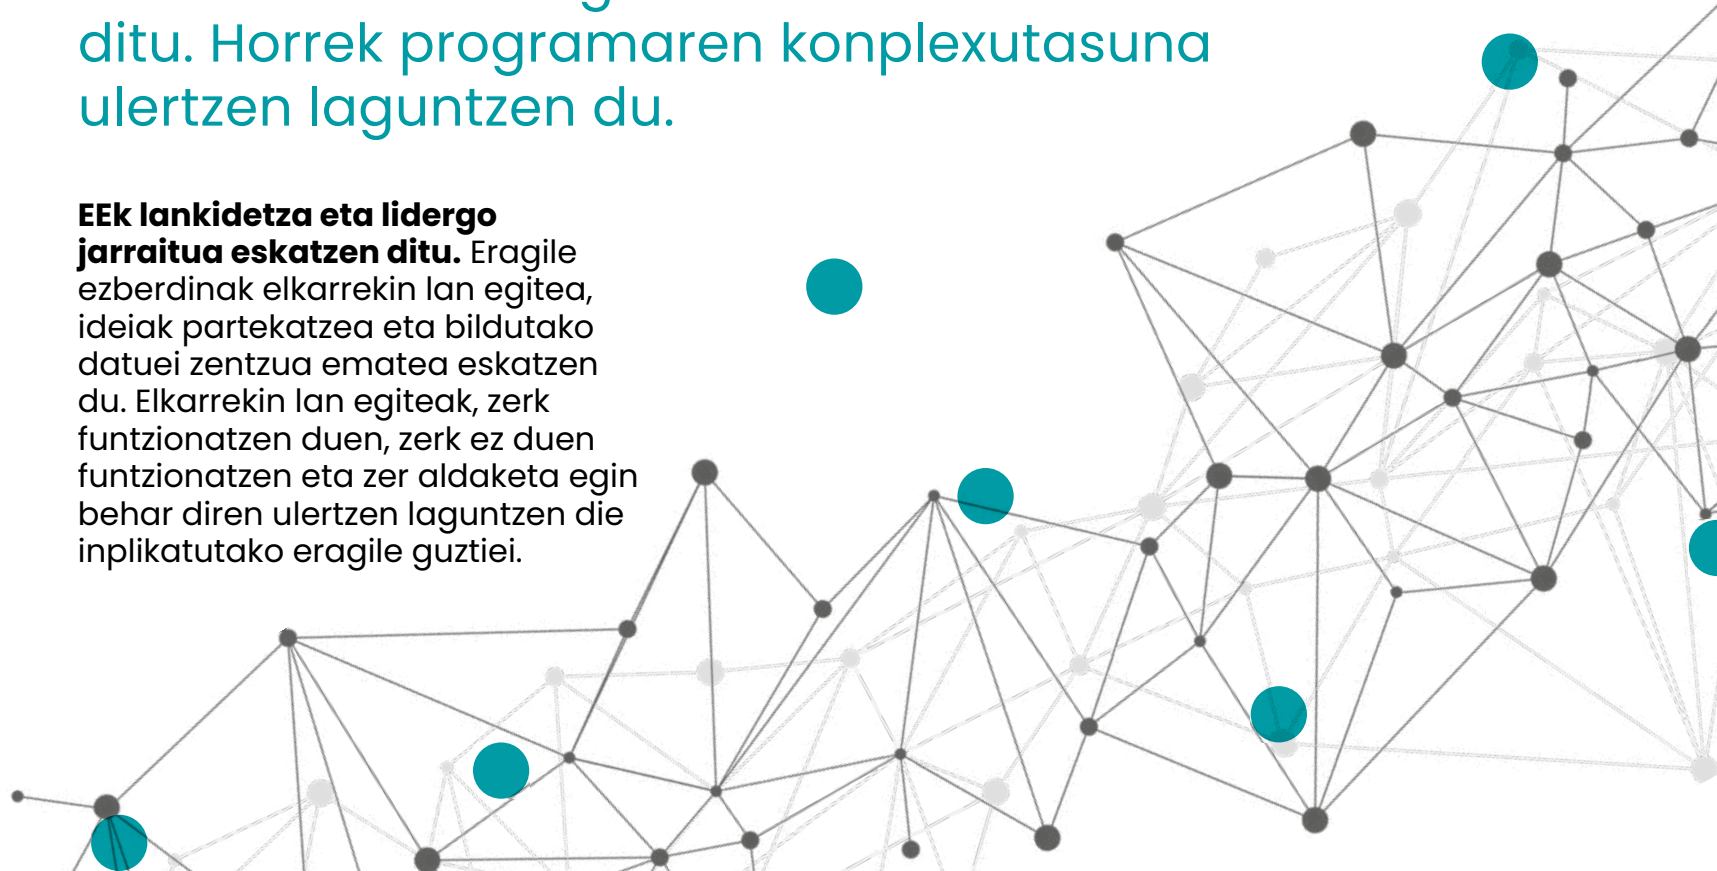 ditu. Horrek programaren konplexutasuna
ulertzen laguntzen du.
EEk lankidetza eta lidergo
jarraitua eskatzen ditu. Eragile
ezberdinak elkarrekin lan egitea,
ideiak partekatzea eta bildutako
datuei zentzua ematea eskatzen
du. Elkarrekin lan egiteak, zerk
funtzionatzen duen, zerk ez duen
funtzionatzen eta zer aldaketa egin
behar diren ulertzen laguntzen die
inplikatutako eragile guztiei.